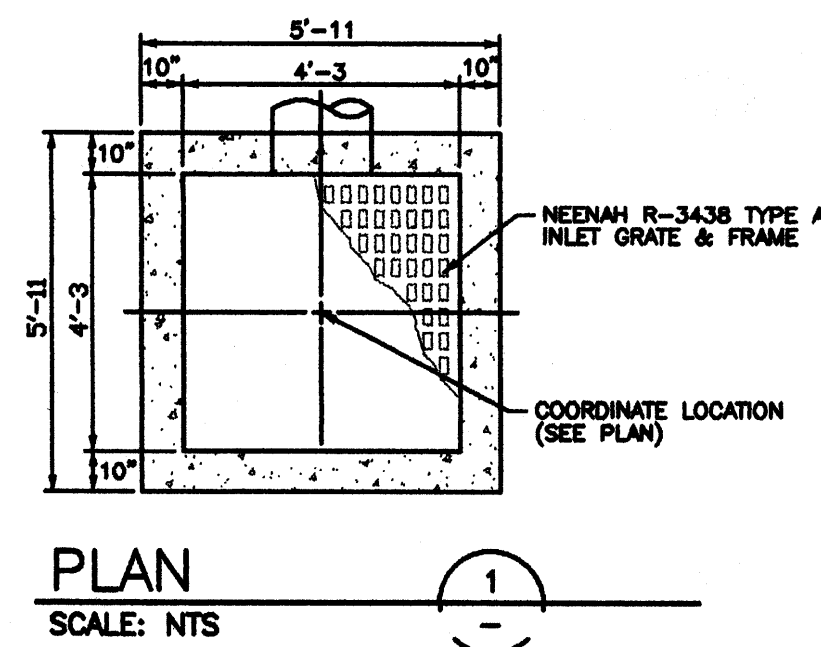 5'-11
10"
4'-3
10"
10"
5'-11
4'-3
10"
NEENAH R-3438 TYPE A
INLET GRATE & FRAME
COORDINATE LOCATION
(SEE PLAN)
PLAN
1
-
SCALE: NTS